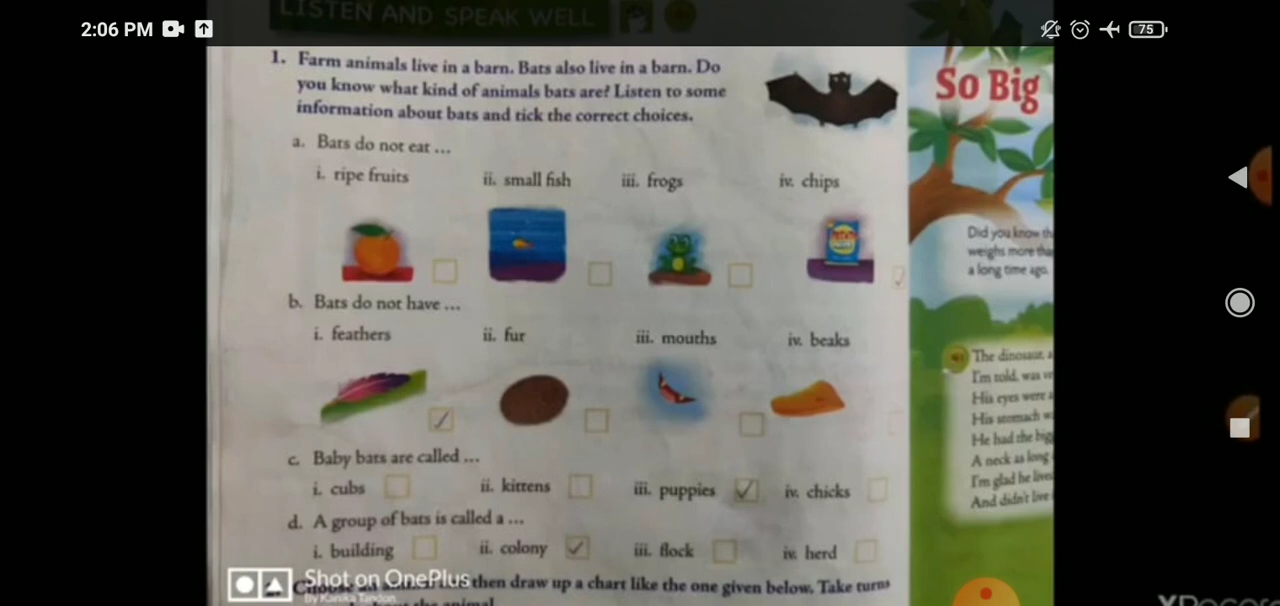 2:06 PM
75
LISTEN AND SPEAK WELL
1. Farm animals live in a barn. Bats also live in a barn. Do
you know what kind of animals bats are? Listen to some
information about bats and tick the correct choices.
a. Bats do not eat ...
i. ripe fruits ii. small fish iii. frogs iv. chips
b. Bats do not have ...
i. feathers ii. fur iii. mouths iv. beaks
c. Baby bats are called ...
i. cubs ii. kittens iii. puppies iv. chicks
d. A group of bats is called a ...
i. building ii. colony iii. flock iv. herd
then draw up a chart like the one given below. Take turns
the animal
So Big
Did you know
weighs more
a long time ago.
The dinosaur,
I'm told, was
His eyes were
His stomach
He had the
A neck as long
I'm glad he
And didn't live
Shot on OnePlus
By Kanika Tandon